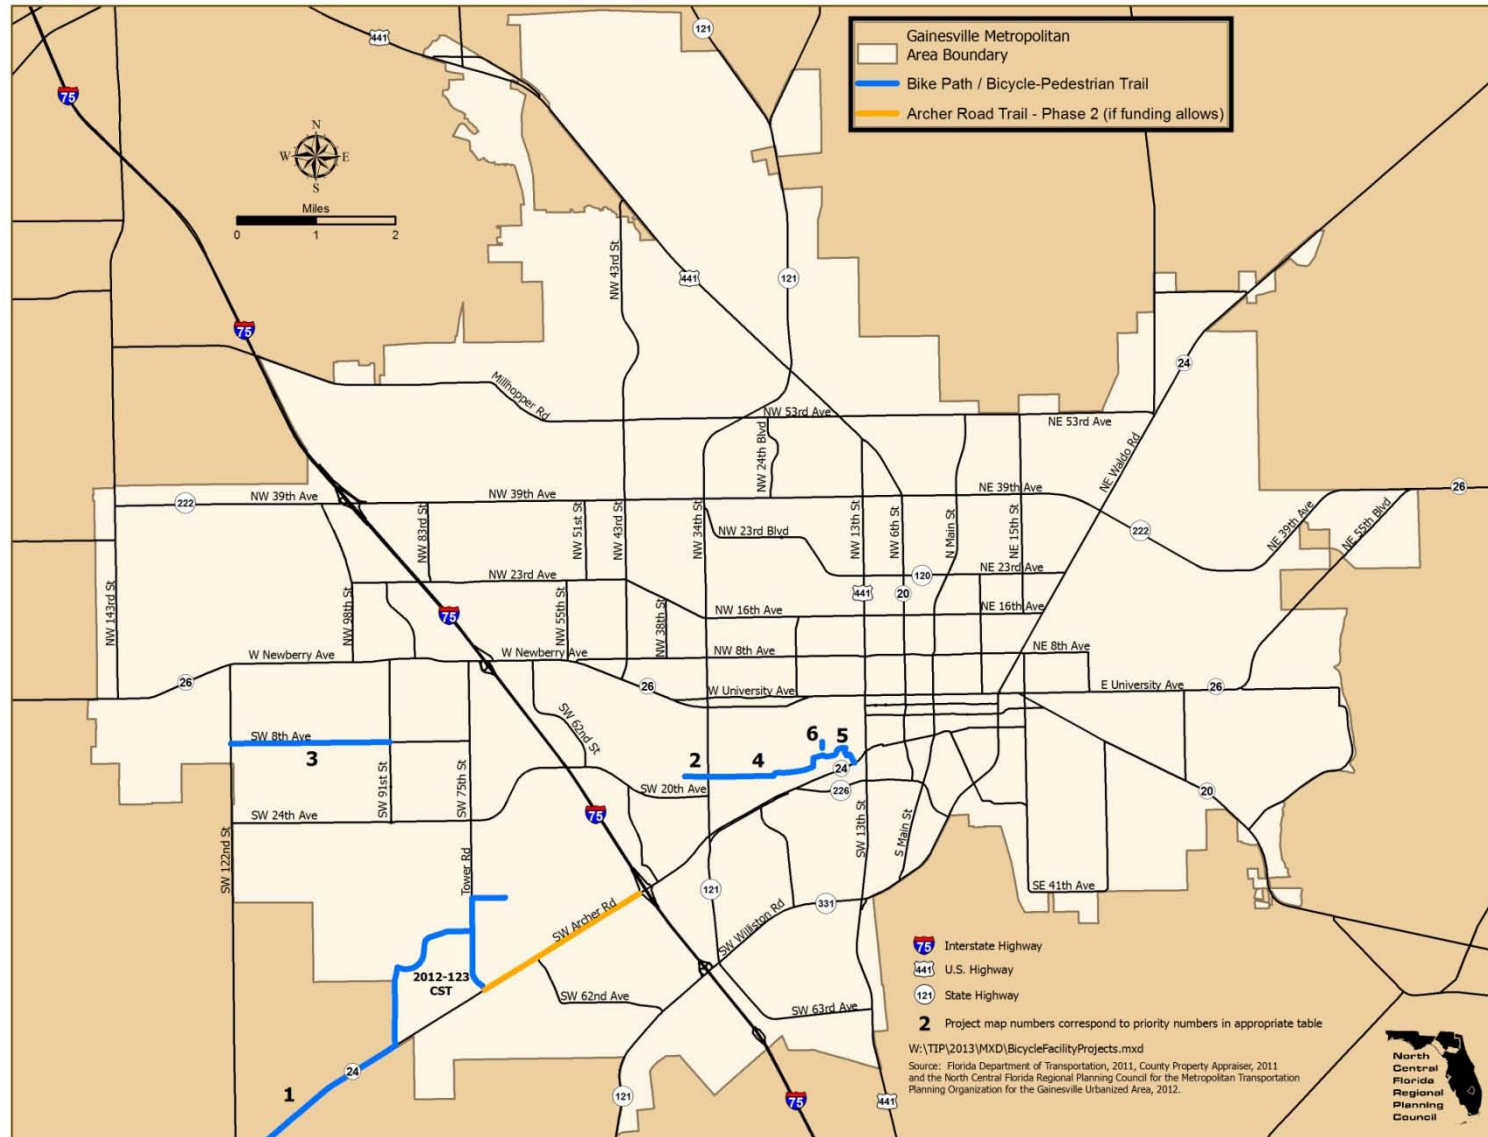 Gainesville Metropolitan
Area Boundary
Bike Path / Bicycle-Pedestrian Trail
Archer Road Trail - Phase 2 (if funding allows)
441
121
75
N
W E
S
Miles
0 1 2
NW 43rd St
441
121
75
24
Millhopper Rd
NW 53rd Ave
NE 53rd Ave
NW 24th Blvd
NE Waldo Rd
222
NW 39th Ave
NW 39th Ave
NE 39th Ave
26
NW 83rd St
NW 51st St
NW 43rd St
NW 34th St
NW 23rd Blvd
NW 13th St
NW 6th St
N Main St
NE 15th St
222
NE 39th Ave
NE 55th Blvd
NW 23rd Ave
120
NE 23rd Ave
NW 143rd St
NW 98th St
75
NW 55th St
NW 38th St
NW 16th Ave
441
20
NE 16th Ave
W Newberry Ave
W Newberry Ave
NW 8th Ave
NE 8th Ave
26
26
W University Ave
E University Ave
26
SW 8th Ave
3
SW 62nd St
6
5
2
4
24
SW 91st St
SW 75th St
SW 20th Ave
226
20
SW 24th Ave
75
SW 122nd St
Tower Rd
SW 13th St
S Main St
121
SE 41th Ave
SW Archer Rd
331
SW Williston Rd
2012-123
CST
SW 62nd Ave
SW 63rd Ave
24
1
121
75
441
75 Interstate Highway
441 U.S. Highway
121 State Highway
2 Project map numbers correspond to priority numbers in appropriate table
W:\TIP\2013\MXD\BicycleFacilityProjects.mxd
Source: Florida Department of Transportation, 2011, County Property Appraiser, 2011
and the North Central Florida Regional Planning Council for the Metropolitan Transportation
Planning Organization for the Gainesville Urbanized Area, 2012.
North
Central
Florida
Regional
Planning
Council